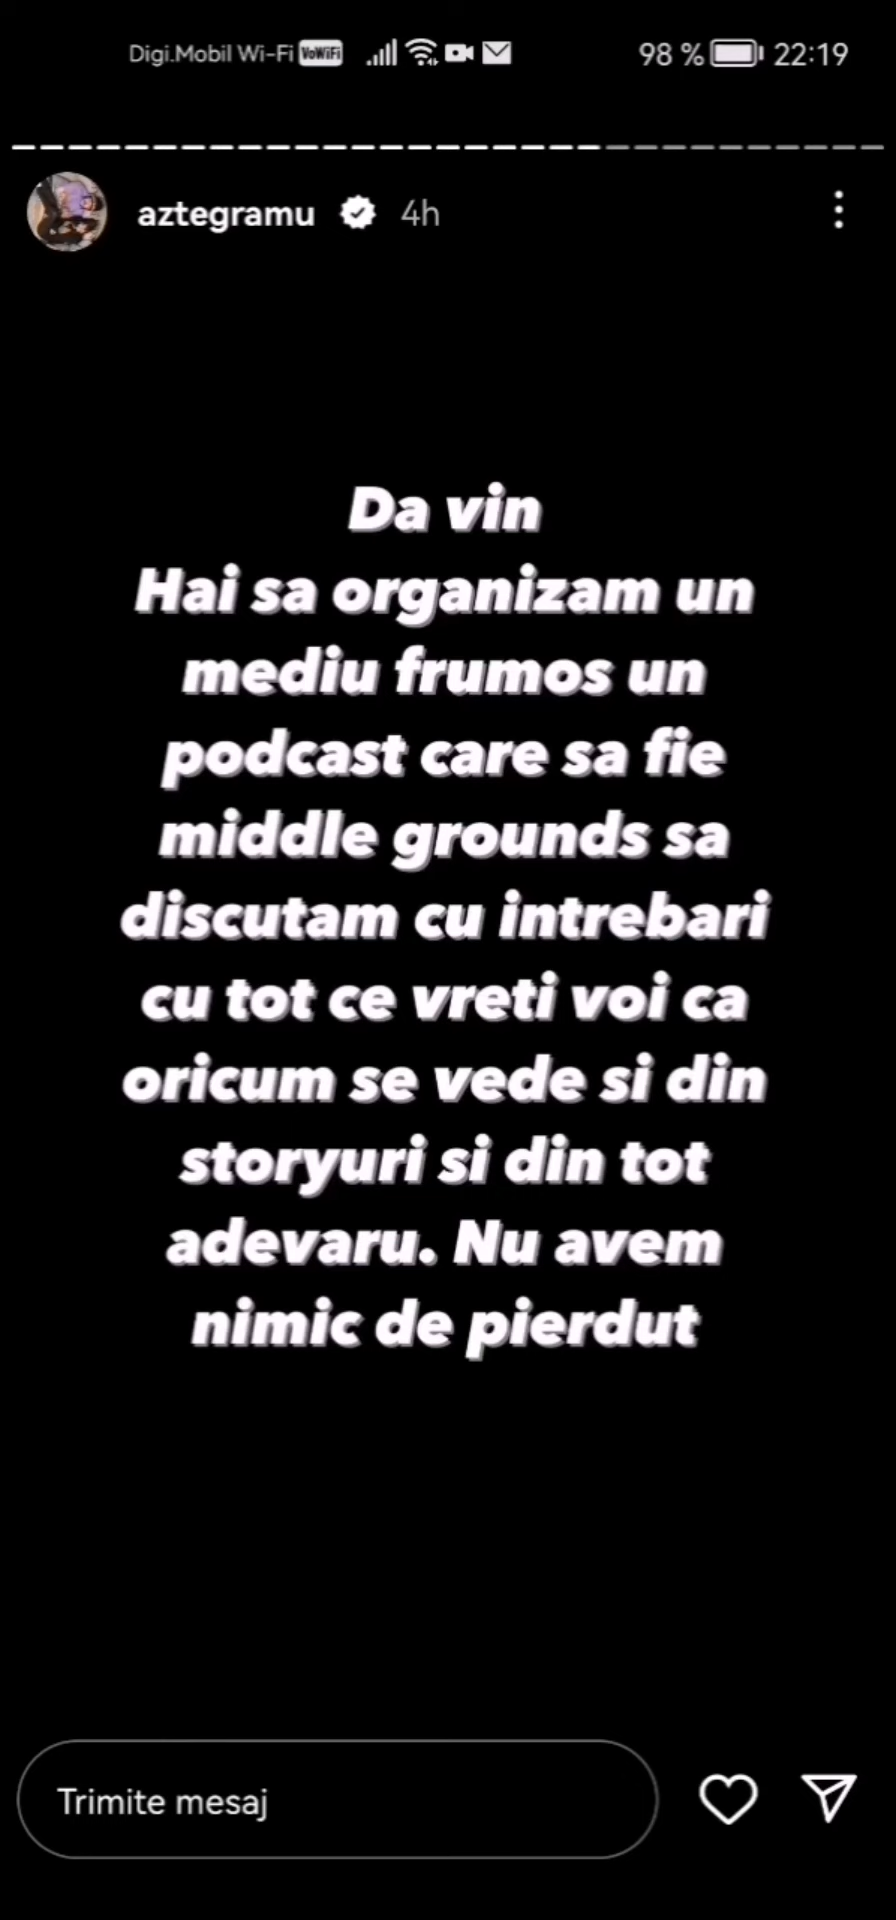 Digi.Mobil Wi-Fi VoWiFi 98 % 22:19
aztegramu 4h
Da vin
Hai sa organizam un
mediu frumos un
podcast care sa fie
middle grounds sa
discutam cu intrebari
cu tot ce vreti voi ca
oricum se vede si din
storyuri si din tot
adevaru. Nu avem
nimic de pierdut
Trimite mesaj